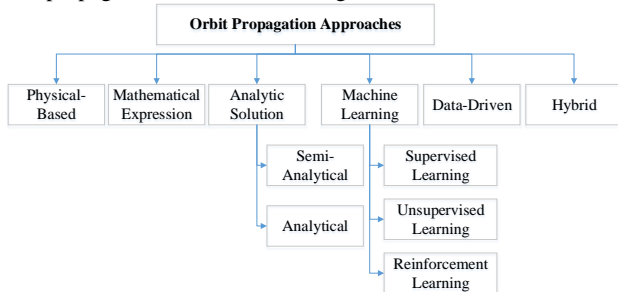 Orbit Propagation Approaches
Physical-
Based
Mathematical
Expression
Analytic
Solution
Machine
Learning
Data-Driven
Hybrid
Semi-
Analytical
Supervised
Learning
Analytical
Unsupervised
Learning
Reinforcement
Learning